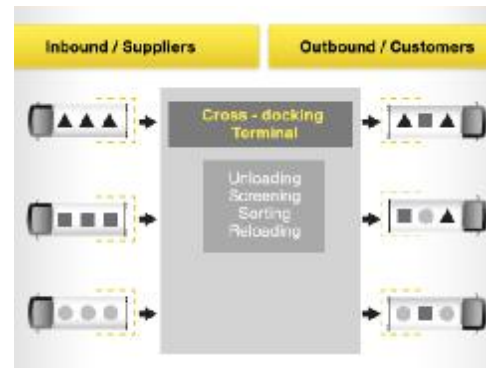 Inbound / Suppliers
Outbound / Customers
Cross - docking
Terminal
Unloading
Screening
Sorting
Reloading